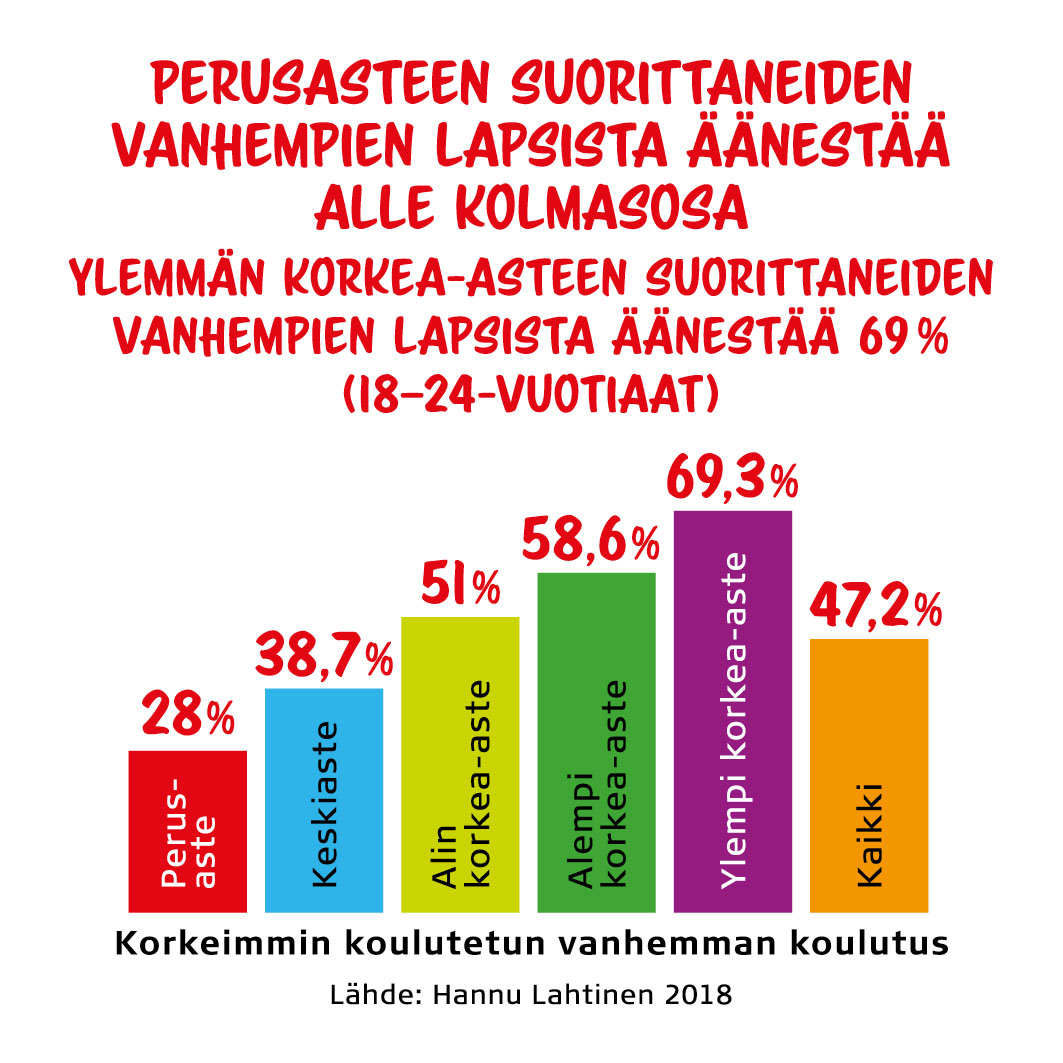 PERUSASTEEN SUORITTANEIDEN
VANHEMPIEN LAPSISTA ÄÄNESTÄÄ
ALLE KOLMASOSA
YLEMMÄN KORKEA-ASTEEN SUORITTANEIDEN
VANHEMPIEN LAPSISTA ÄÄNESTÄÄ 69 %
(18–24-VUOTIAAT)
28 %
38,7 %
51 %
58,6 %
69,3 %
47,2 %
Perus-
aste
Keskiaste
Alin
korkea-aste
Alempi
korkea-aste
Ylempi korkea-aste
Kaikki
Korkeimmin koulutetun vanhemman koulutus
Lähde: Hannu Lahtinen 2018